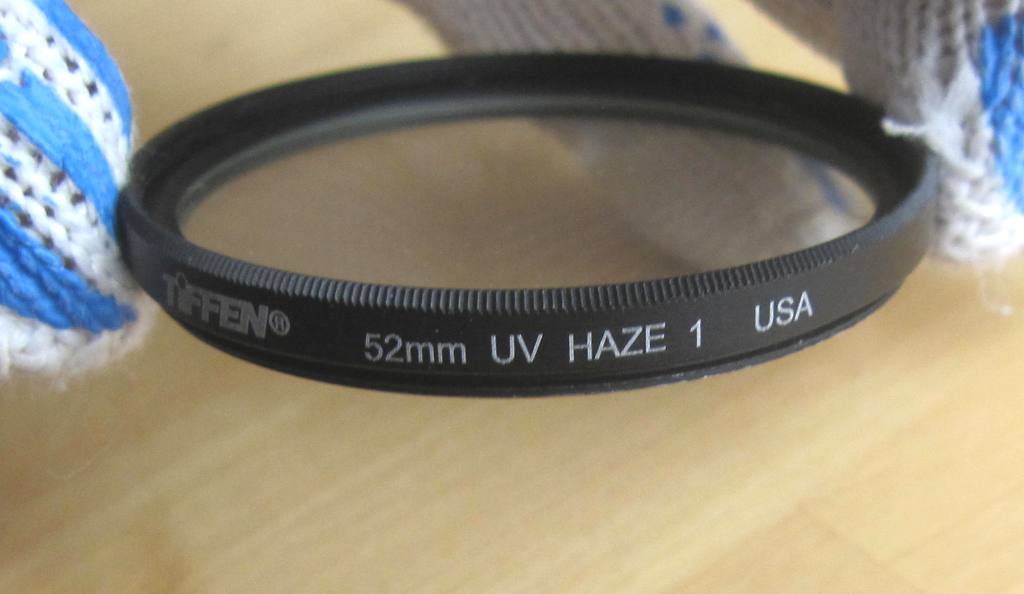 TiFFEN® 52mm UV HAZE 1 USA